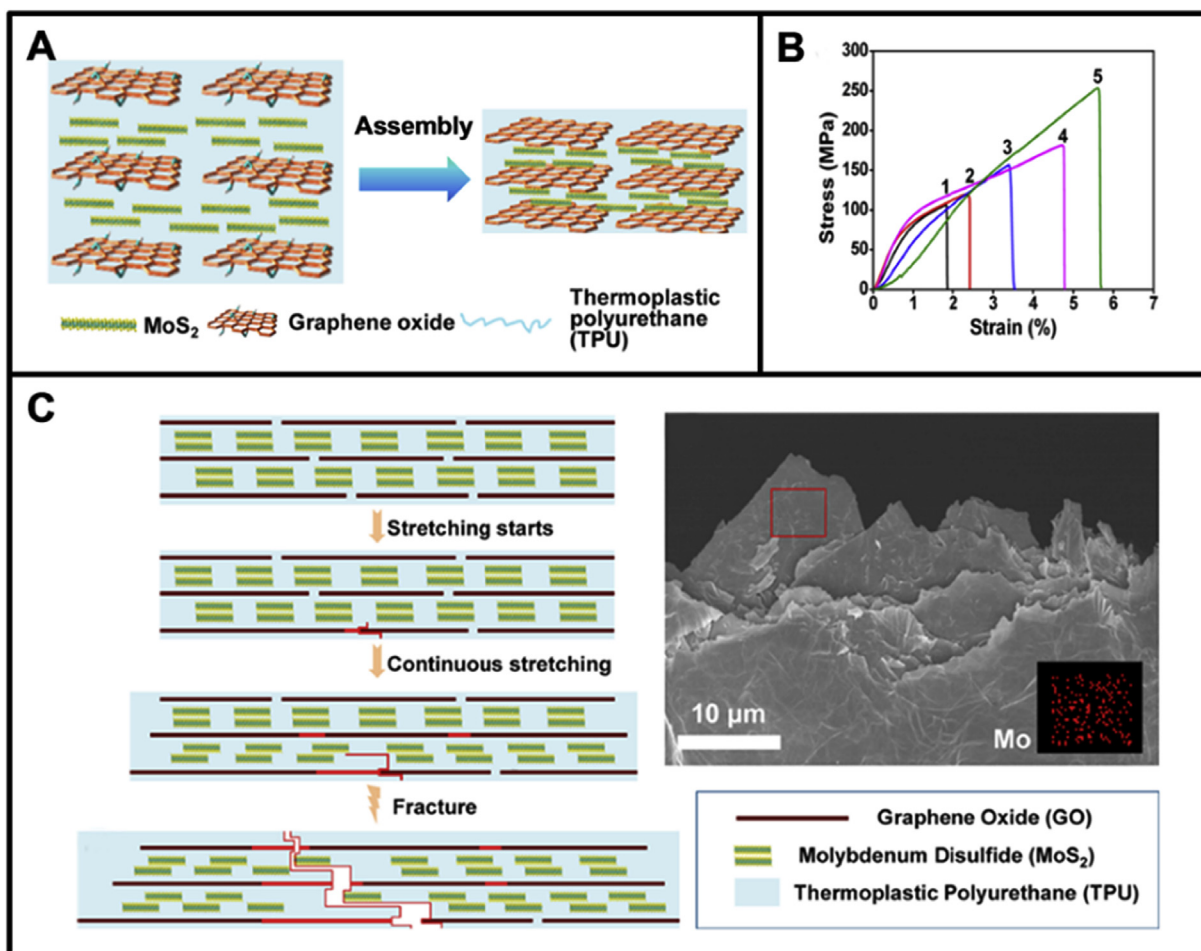 A
Assembly
MoS₂
Graphene oxide
Thermoplastic
polyurethane
(TPU)
B
300
250
200
150
100
50
0
Stress (MPa)
1
2
3
4
5
0 1 2 3 4 5 6 7
Strain (%)
C
Stretching starts
Continuous stretching
Fracture
10 μm
Mo
Graphene Oxide (GO)
Molybdenum Disulfide (MoS₂)
Thermoplastic Polyurethane (TPU)